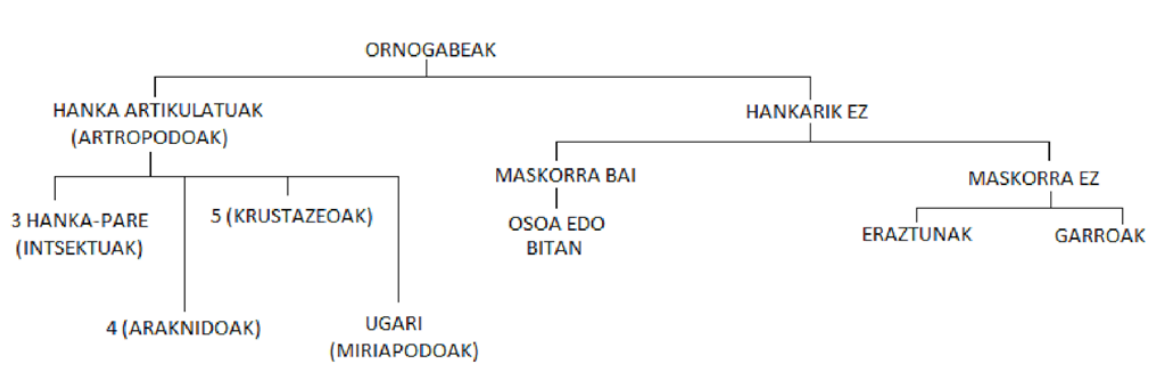 ORNOGABEAK
HANKA ARTIKULATUAK
(ARTROPODOAK)
HANKARIK EZ
MASKORRA BAI
MASKORRA EZ
3 HANKA-PARE
(INTSEKTUAK)
5 (KRUSTAZEOAK)
OSOA EDO
BITAN
ERAZTUNAK
GARROAK
4 (ARAKNIDOAK)
UGARI
(MIRIAPODOAK)